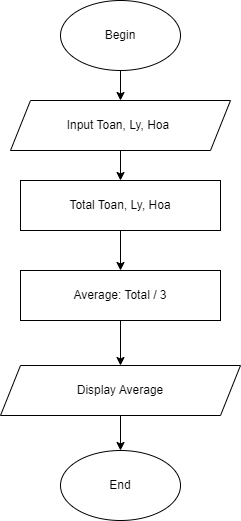 Begin
Input Toan, Ly, Hoa
Total Toan, Ly, Hoa
Average: Total / 3
Display Average
End